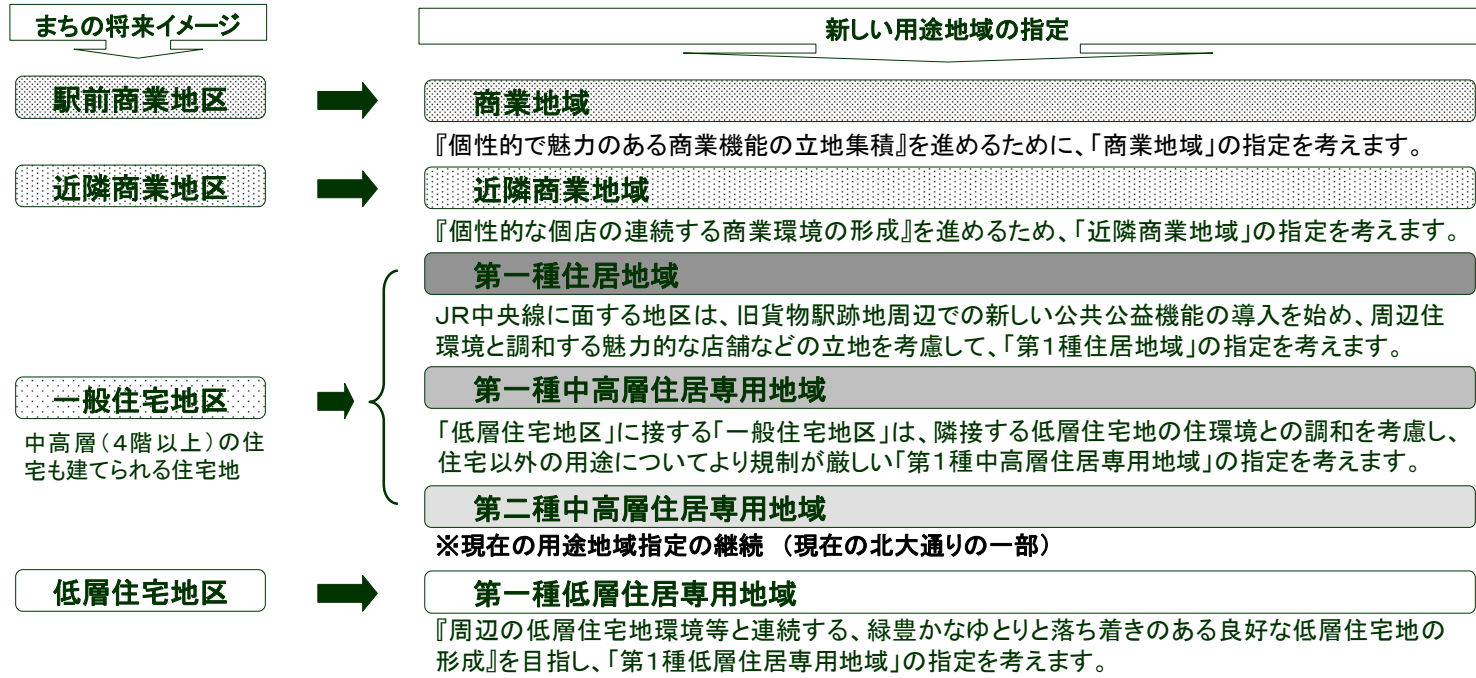 まちの将来イメージ
新しい用途地域の指定
駅前商業地区
商業地域
『個性的で魅力のある商業機能の立地集積』を進めるために、「商業地域」の指定を考えます。
近隣商業地区
近隣商業地域
『個性的な個店の連続する商業環境の形成』を進めるため、「近隣商業地域」の指定を考えます。
第一種住居地域
ＪＲ中央線に面する地区は、旧貨物駅跡地周辺での新しい公共公益機能の導入を始め、周辺住
環境と調和する魅力的な店舗などの立地を考慮して、「第１種住居地域」の指定を考えます。
一般住宅地区
中高層（４階以上）の住
宅も建てられる住宅地
第一種中高層住居専用地域
「低層住宅地区」に接する「一般住宅地区」は、隣接する低層住宅地の住環境との調和を考慮し、
住宅以外の用途についてより規制が厳しい「第１種中高層住居専用地域」の指定を考えます。
第二種中高層住居専用地域
※現在の用途地域指定の継続　（現在の北大通りの一部）
低層住宅地区
第一種低層住居専用地域
『周辺の低層住宅地環境等と連続する、緑豊かなゆとりと落ち着きのある良好な低層住宅地の
形成』を目指し、「第１種低層住居専用地域」の指定を考えます。